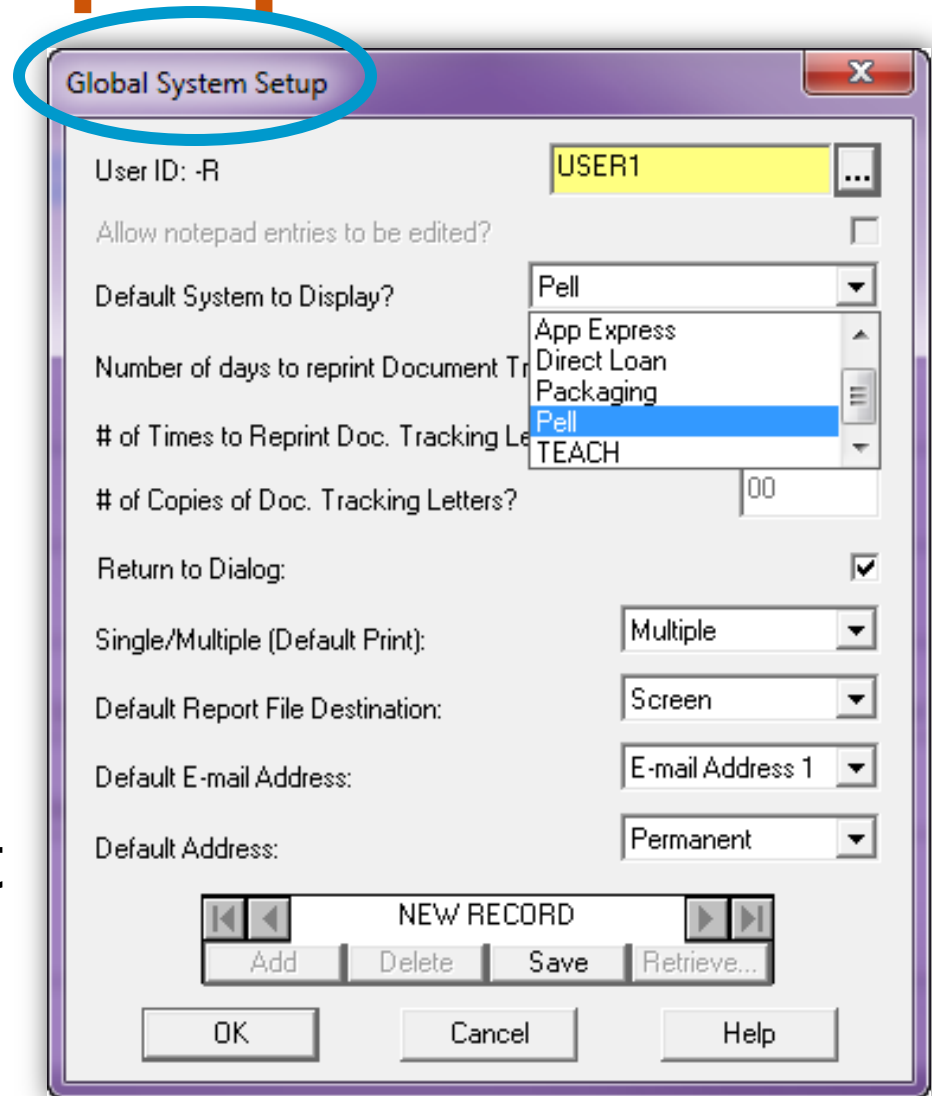 Global System Setup
User ID: -R
USER1
...
Allow notepad entries to be edited?
Default System to Display?
Pell
App Express
Direct Loan
Packaging
Pell
TEACH
Number of days to reprint Document
# of Times to Reprint Doc. Tracking
# of Copies of Doc. Tracking Letters?
00
Return to Dialog:
Single/Multiple (Default Print):
Multiple
Default Report File Destination:
Screen
Default E-mail Address:
E-mail Address 1
Default Address:
Permanent
NEW RECORD
Add
Delete
Save
Retrieve...
OK
Cancel
Help